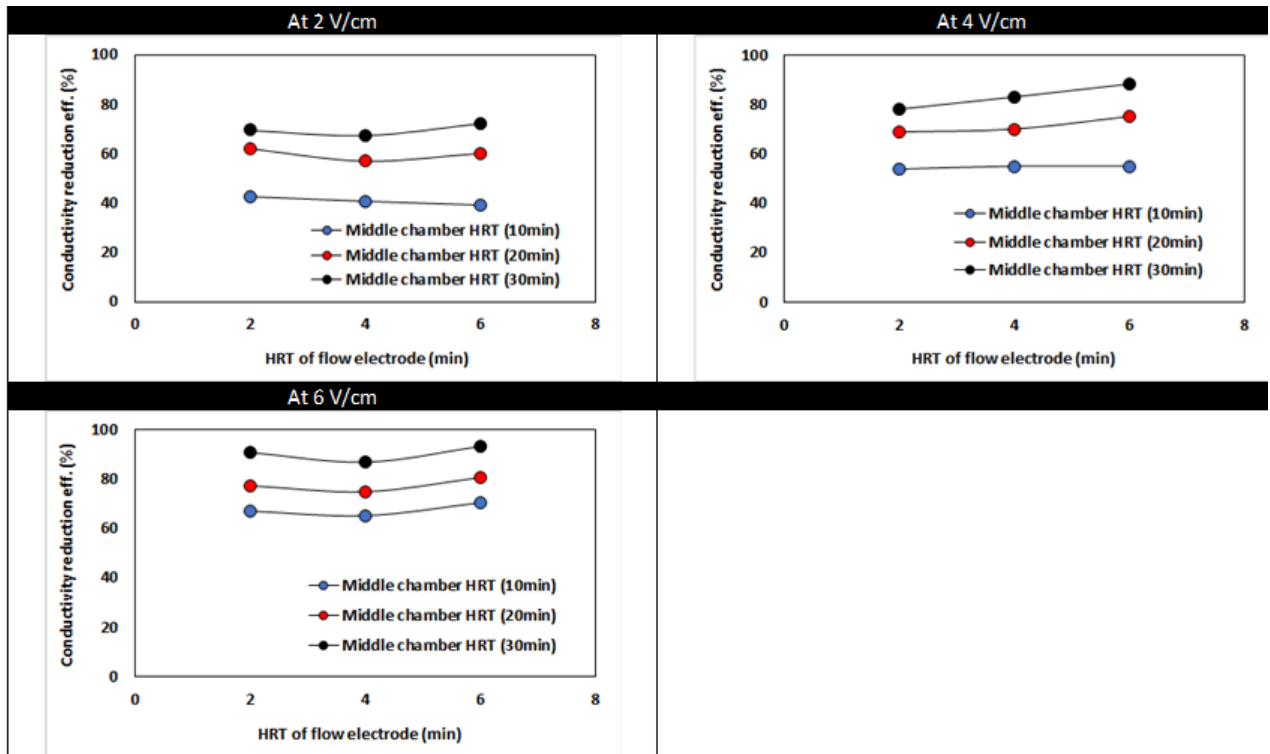 At 2 V/cm
Conductivity reduction eff. (%)
100
80
60
40
20
0
Middle chamber HRT (10min)
Middle chamber HRT (20min)
Middle chamber HRT (30min)
0 2 4 6 8
HRT of flow electrode (min)
At 4 V/cm
Conductivity reduction eff. (%)
100
80
60
40
20
0
Middle chamber HRT (10min)
Middle chamber HRT (20min)
Middle chamber HRT (30min)
0 2 4 6 8
HRT of flow electrode (min)
At 6 V/cm
Conductivity reduction eff. (%)
100
80
60
40
20
0
Middle chamber HRT (10min)
Middle chamber HRT (20min)
Middle chamber HRT (30min)
0 2 4 6 8
HRT of flow electrode (min)